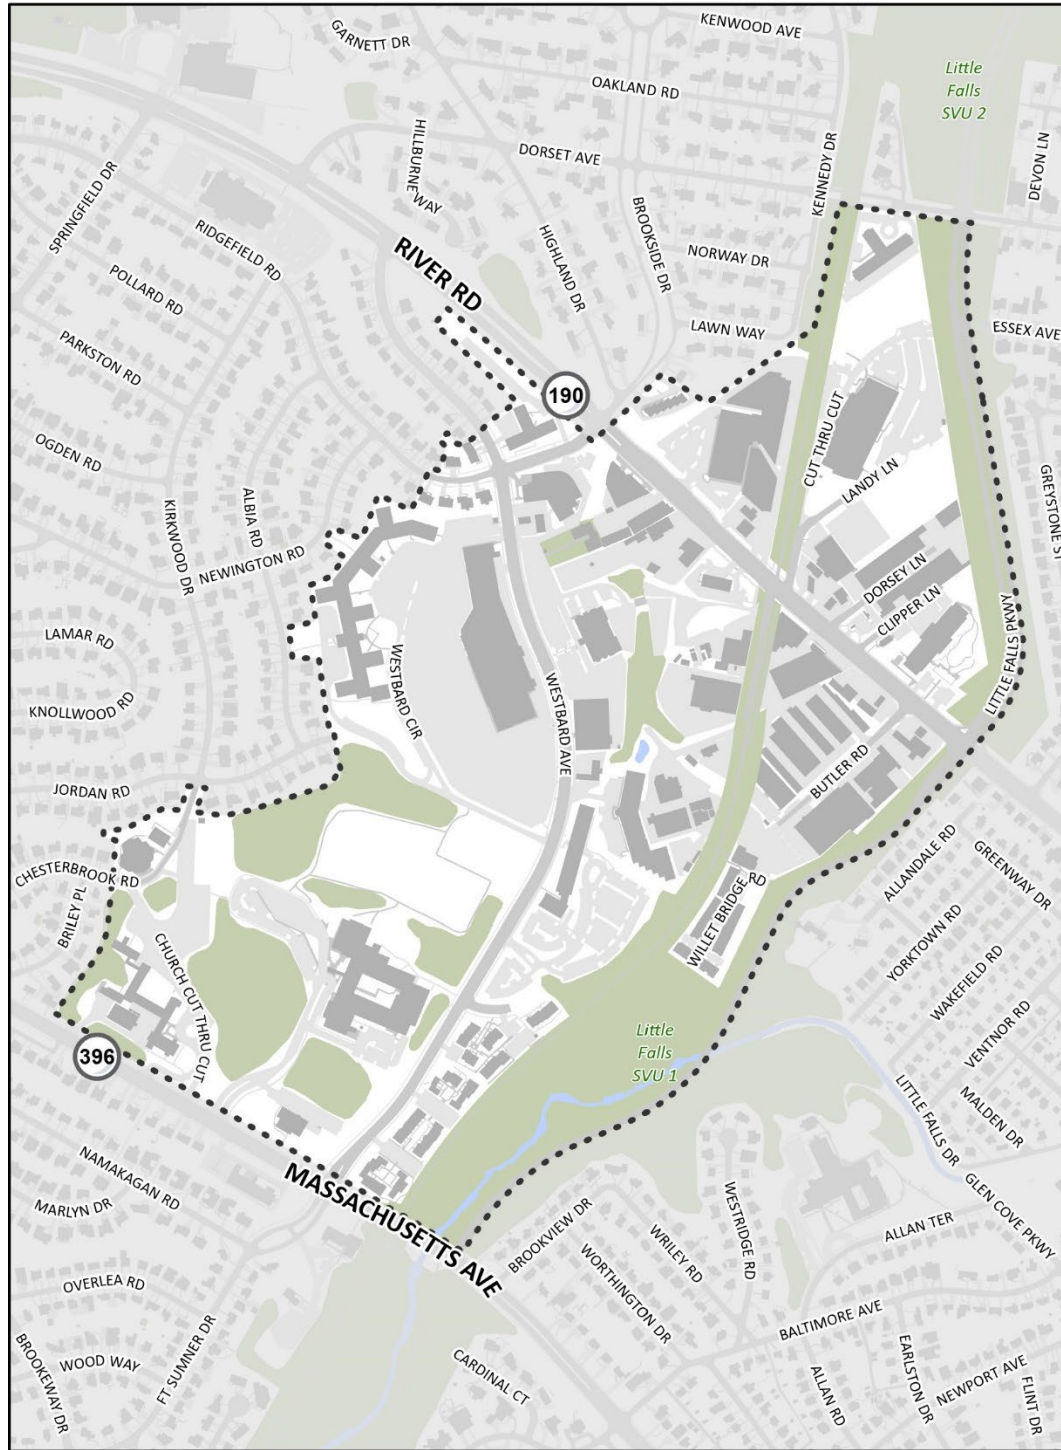 KENWOOD AVE
GARNETT DR
OAKLAND RD
Little
Falls
SVU 2
HILLBURNE WAY
DORSET AVE
KENNEDY DR
DEVON LN
SPRINGFIELD DR
RIDGEFIELD RD
BROOKSIDE DR
HIGHLAND DR
NORWAY DR
RIVER RD
POLLARD RD
LAWN WAY
ESSEX AVE
PARKSTON RD
190
CUT THRU CUT
OGDEN RD
LANDY LN
GREYSTONE ST
KIRKWOOD DR
ALBIA RD
NEWINGTON RD
DORSEY LN
CLIPPER LN
LAMAR RD
WESTBARD CIR
WESTBARD AVE
LITTLE FALLS PKWY
KNOLLWOOD RD
BUTLER RD
JORDAN RD
ALLANDALE RD
GREENWAY DR
CHESTERBROOK RD
BRILEY PL
WILLET BRIDGE RD
YORKTOWN RD
WAKEFIELD RD
CHURCH CUT THRU CUT
VENTNOR RD
396
Little
Falls
SVU 1
LITTLE FALLS DR
MALDEN DR
NAMAKAGAN RD
MASSACHUSETTS AVE
GLEN COVE PKWY
MARLYN DR
BROOKVIEW DR
WRILEY RD
WESTRIDGE RD
ALLAN TER
WORTHINGTON DR
OVERLEA RD
BALTIMORE AVE
FT SUMNER DR
WOOD WAY
BROOKEWAY DR
CARDINAL CT
ALLAN RD
EARLSTON DR
NEWPORT AVE
FLINT DR